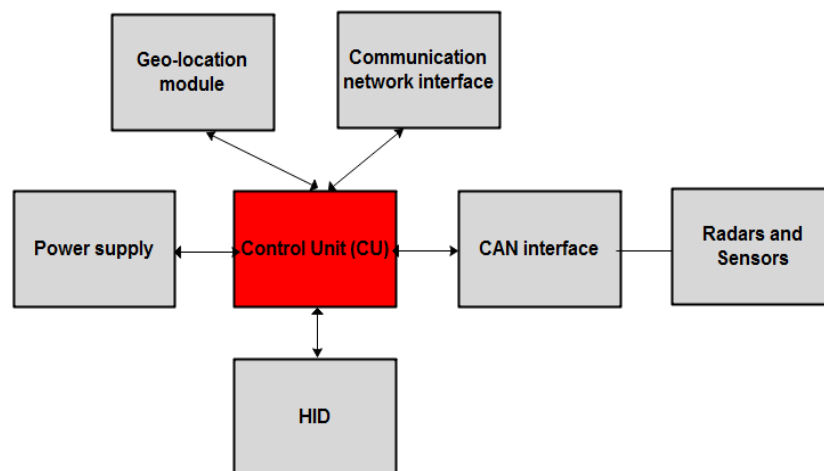 Geo-location
module
Communication
network interface
Power supply
Control Unit (CU)
CAN interface
Radars and
Sensors
HID